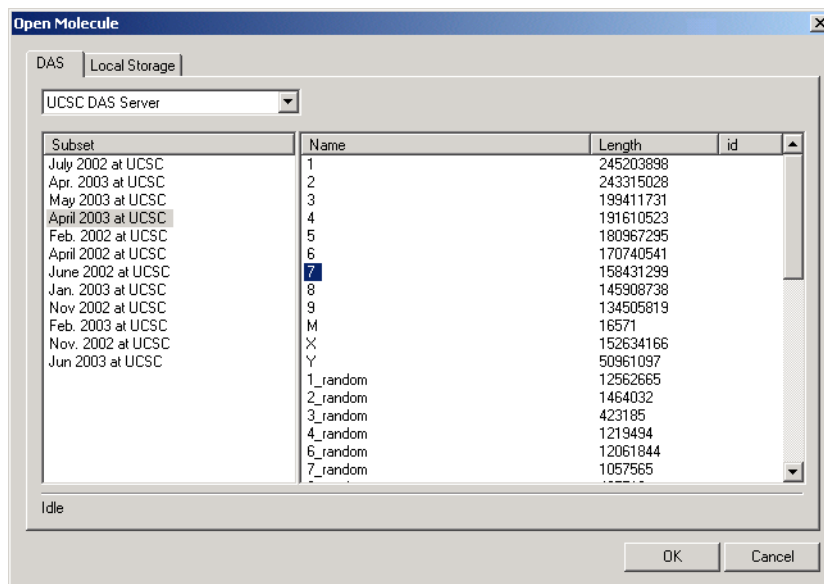 Open Molecule
DAS Local Storage
UCSC DAS Server
Subset Name Length id
July 2002 at UCSC 1 245203898
Apr. 2003 at UCSC 2 243315028
May 2003 at UCSC 3 199411731
April 2003 at UCSC 4 191610523
Feb. 2002 at UCSC 5 180967295
April 2002 at UCSC 6 170740541
June 2002 at UCSC 7 158431299
Jan. 2003 at UCSC 8 145908738
Nov 2002 at UCSC 9 134505819
Feb. 2003 at UCSC M 16571
Nov. 2002 at UCSC X 152634166
Jun 2003 at UCSC Y 50961097
1_random 12562665
2_random 1464032
3_random 423185
4_random 1219494
6_random 12061844
7_random 1057565
Idle
OK Cancel